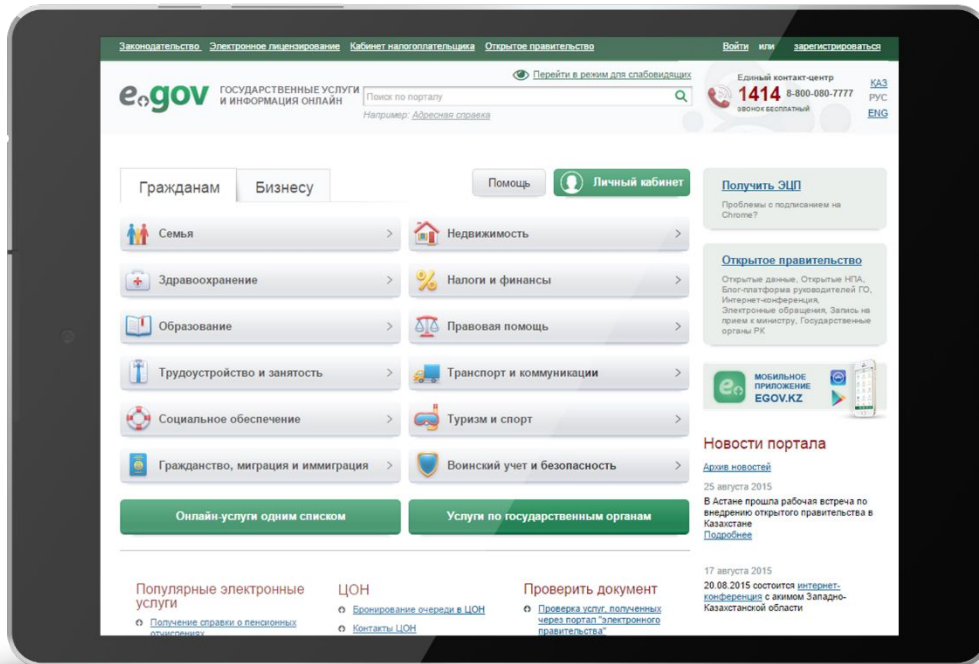 Законодательство Электронное лицензирование Кабинет налогоплательщика Открытое правительство
Войти или зарегистрироваться
Перейти в режим для слабовидящих
egov
ГОСУДАРСТВЕННЫЕ УСЛУГИ
И ИНФОРМАЦИЯ ОНЛАЙН
Поиск по порталу
Например: Адресная справка
Единый контакт-центр
1414 8-800-080-7777
звонок бесплатный
ҚАЗ
РУС
ENG
Гражданам
Бизнесу
Помощь
Личный кабинет
Семья
Недвижимость
Здравоохранение
Налоги и финансы
Образование
Правовая помощь
Трудоустройство и занятость
Транспорт и коммуникации
Социальное обеспечение
Туризм и спорт
Гражданство, миграция и иммиграция
Воинский учет и безопасность
Онлайн-услуги одним списком
Услуги по государственным органам
Популярные электронные
услуги
Получение справки о пенсионных
отчислениях
ЦОН
Бронирование очереди в ЦОН
Контакты ЦОН
Проверить документ
Проверка услуг, полученных
через портал "электронного
правительства"
Получить ЭЦП
Проблемы с подписанием на
Chrome?
Открытое правительство
Открытые данные, Открытые НПА,
Блог-платформа руководителей ГО,
Интернет-конференция,
Электронные обращения, Запись на
прием к министру, Государственные
органы РК
МОБИЛЬНОЕ
ПРИЛОЖЕНИЕ
EGOV.KZ
Новости портала
Архив новостей
25 августа 2015
В Астане прошла рабочая встреча по
внедрению открытого правительства в
Казахстане
Подробнее
17 августа 2015
20.08.2015 состоится интернет-
конференция с акимом Западно-
Казахстанской области